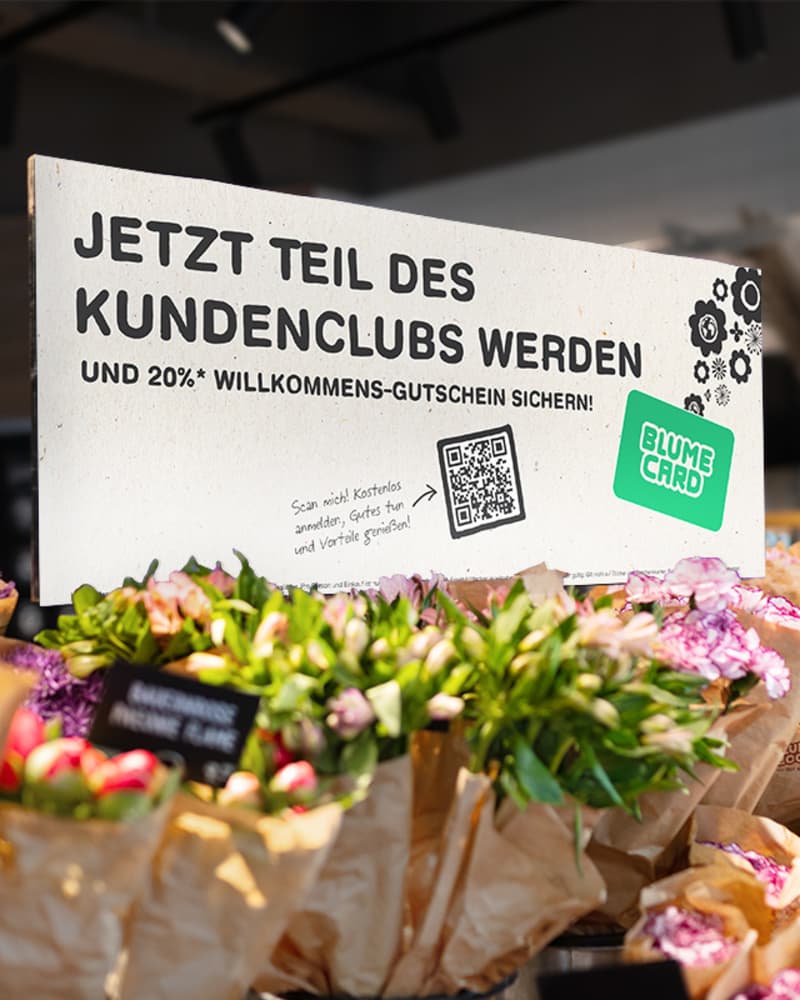 JETZT TEIL DES
KUNDENCLUBS WERDEN
UND 20%* WILLKOMMENS-GUTSCHEIN SICHERN!
Scan mich! Kostenlos
anmelden, Gutes tun
und Vorteile genießen!
BLUME
CARD